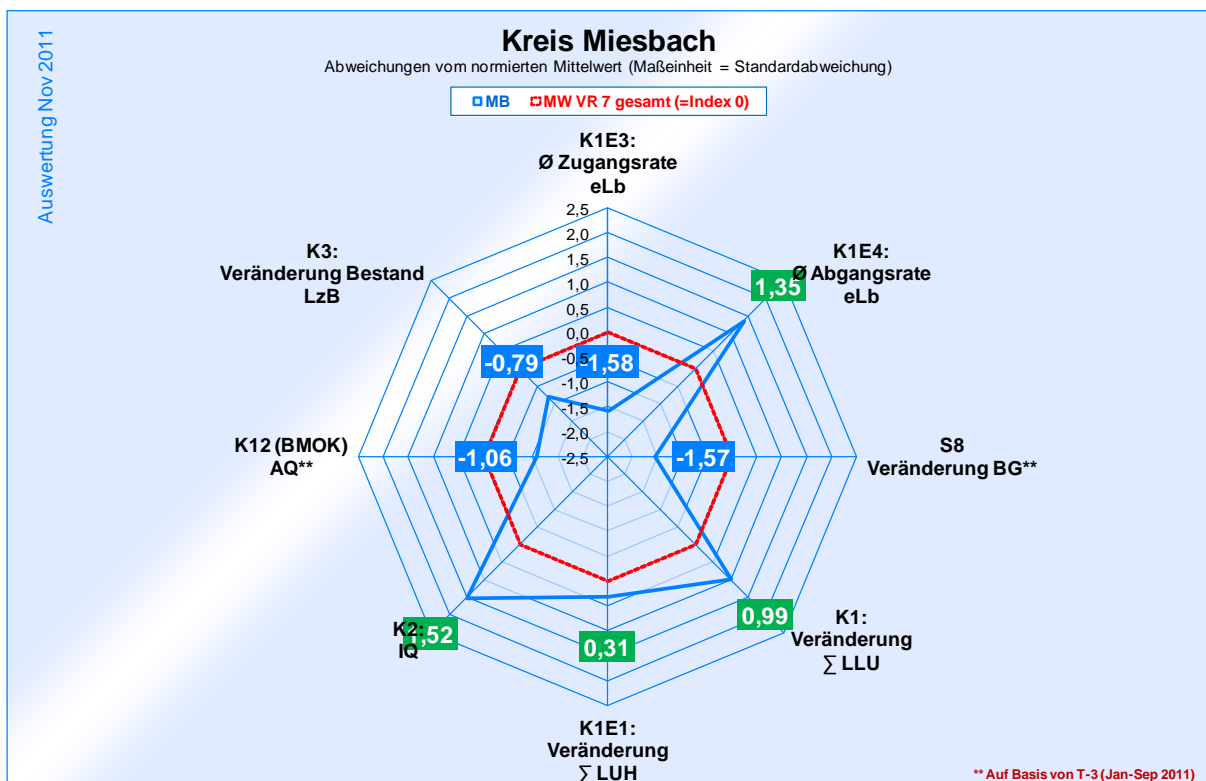 Auswertung Nov 2011
Kreis Miesbach
Abweichungen vom normierten Mittelwert (Maßeinheit = Standardabweichung)
MB
MW VR 7 gesamt (=Index 0)
K1E3:
Ø Zugangsrate
eLb
2,5
2,0
1,5
1,0
0,5
0,0
-0,5
-1,0
-1,5
-2,0
-2,5
K1E4:
Ø Abgangsrate
eLb
1,35
K3:
Veränderung Bestand
LzB
-0,79
-1,58
K12 (BMOK)
AQ**
-1,06
-1,57
S8
Veränderung BG**
K2:
IQ
1,52
0,31
0,99
K1:
Veränderung
∑ LLU
K1E1:
Veränderung
∑ LUH
** Auf Basis von T-3 (Jan-Sep 2011)